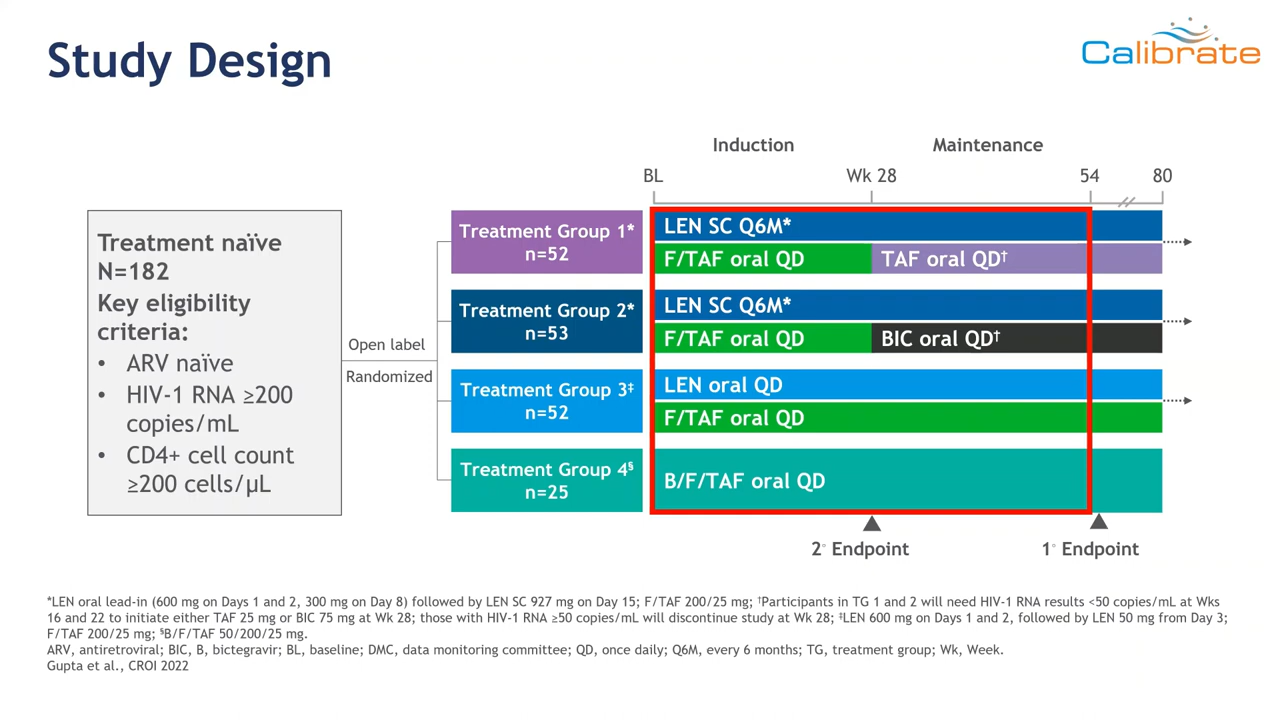 Study Design
Calibrate
Induction
Maintenance
BL
Wk 28
54
80
Treatment naïve
N=182
Key eligibility
criteria:
• ARV naïve
• HIV-1 RNA ≥200
copies/mL
• CD4+ cell count
≥200 cells/µL
Open label
Randomized
Treatment Group 1*
n=52
LEN SC Q6M*
F/TAF oral QD
TAF oral QD†
Treatment Group 2*
n=53
LEN SC Q6M*
F/TAF oral QD
BIC oral QD†
Treatment Group 3‡
n=52
LEN oral QD
F/TAF oral QD
Treatment Group 4§
n=25
B/F/TAF oral QD
2° Endpoint
1° Endpoint
*LEN oral lead-in (600 mg on Days 1 and 2, 300 mg on Day 8) followed by LEN SC 927 mg on Day 15; F/TAF 200/25 mg; †Participants in TG 1 and 2 will need HIV-1 RNA results <50 copies/mL at Wks
16 and 22 to initiate either TAF 25 mg or BIC 75 mg at Wk 28; those with HIV-1 RNA ≥50 copies/mL will discontinue study at Wk 28; ‡LEN 600 mg on Days 1 and 2, followed by LEN 50 mg from Day 3;
F/TAF 200/25 mg; §B/F/TAF 50/200/25 mg.
ARV, antiretroviral; BIC, B, bictegravir; BL, baseline; DMC, data monitoring committee; QD, once daily; Q6M, every 6 months; TG, treatment group; Wk, Week.
Gupta et al., CROI 2022